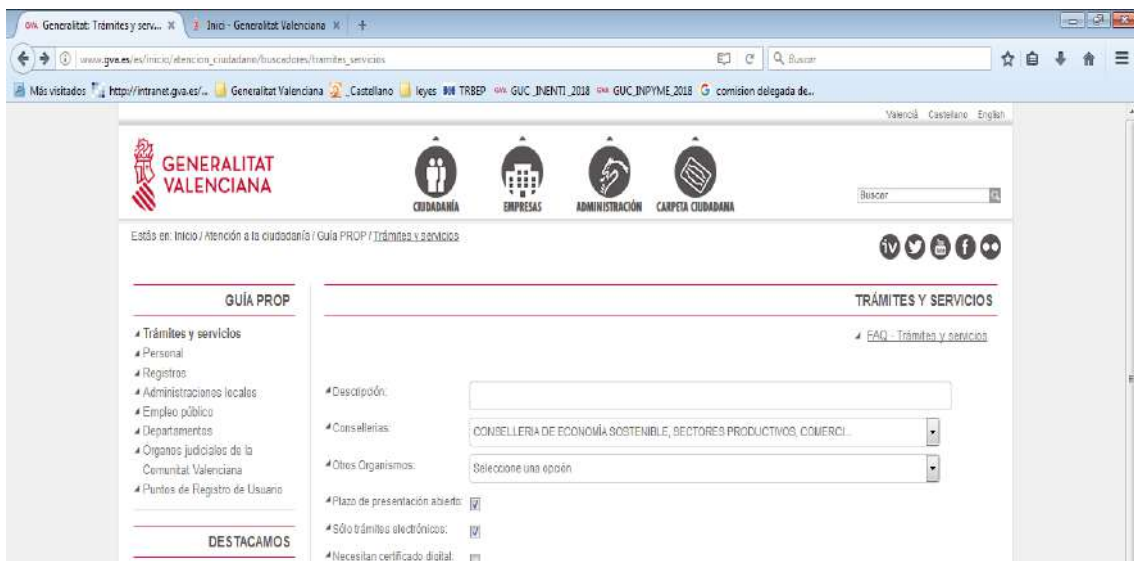 GVA Generalitat: Trámites y serv... × Inici - Generalitat Valenciana × +
www.gva.es/es/inicio/atencion_ciudadano/buscadores/tramites_servicios Buscar
Más visitados http://intranet.gva.es/... Generalitat Valenciana _Castellano leyes TRBEP GVA GUC_INENTI_2018 GVA GUC_INPYME_2018 G comision delegada de...
Valencià Castellano English
GENERALITAT
VALENCIANA
CIUDADANÍA EMPRESAS ADMINISTRACIÓN CARPETA CIUDADANA
Buscar
Estás en: Inicio / Atención a la ciudadanía / Guía PROP / Trámites y servicios
GUÍA PROP
TRÁMITES Y SERVICIOS
FAQ - Trámites y servicios
Trámites y servicios
Personal
Registros
Administraciones locales
Empleo público
Departamentos
Órganos judiciales de la
Comunitat Valenciana
Puntos de Registro de Usuario
DESTACAMOS
Descripción:
Consellerias: CONSELLERIA DE ECONOMÍA SOSTENIBLE, SECTORES PRODUCTIVOS, COMERCI...
Otros Organismos: Seleccione una opción
Plazo de presentación abierto:
Sólo trámites electrónicos:
Necesitan certificado digital: